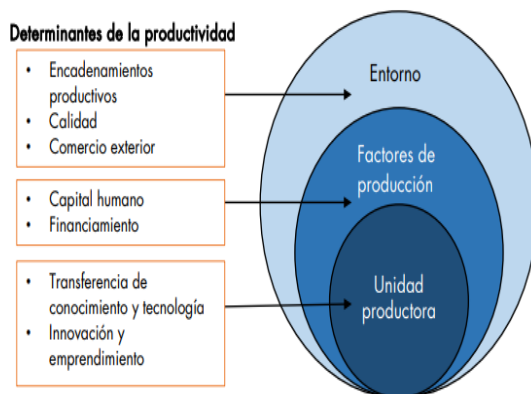 Determinantes de la productividad
• Encadenamientos
productivos
• Calidad
• Comercio exterior
• Capital humano
• Financiamiento
• Transferencia de
conocimiento y tecnología
• Innovación y
emprendimiento
Entorno
Factores de
producción
Unidad
productora